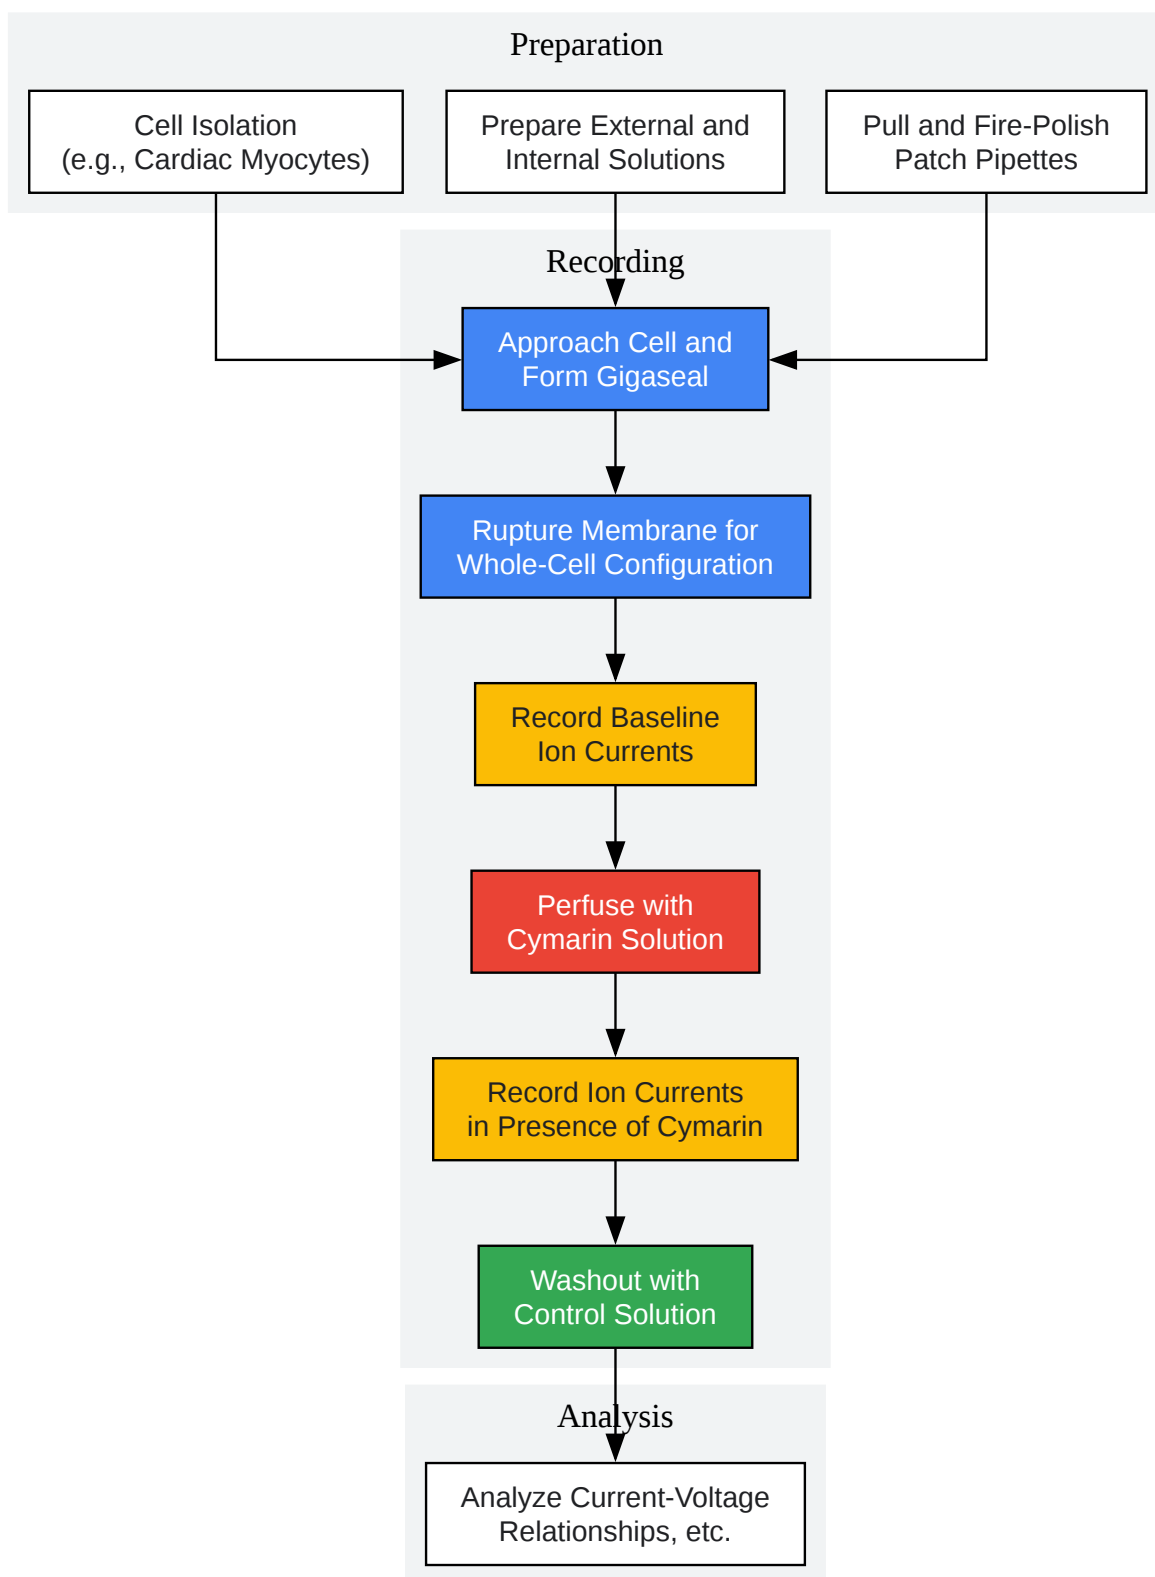 Preparation
Cell Isolation
(e.g., Cardiac Myocytes)
Prepare External and
Internal Solutions
Pull and Fire-Polish
Patch Pipettes
Recording
Approach Cell and
Form Gigaseal
Rupture Membrane for
Whole-Cell Configuration
Record Baseline
Ion Currents
Perfuse with
Cymarin Solution
Record Ion Currents
in Presence of Cymarin
Washout with
Control Solution
Analysis
Analyze Current-Voltage
Relationships, etc.